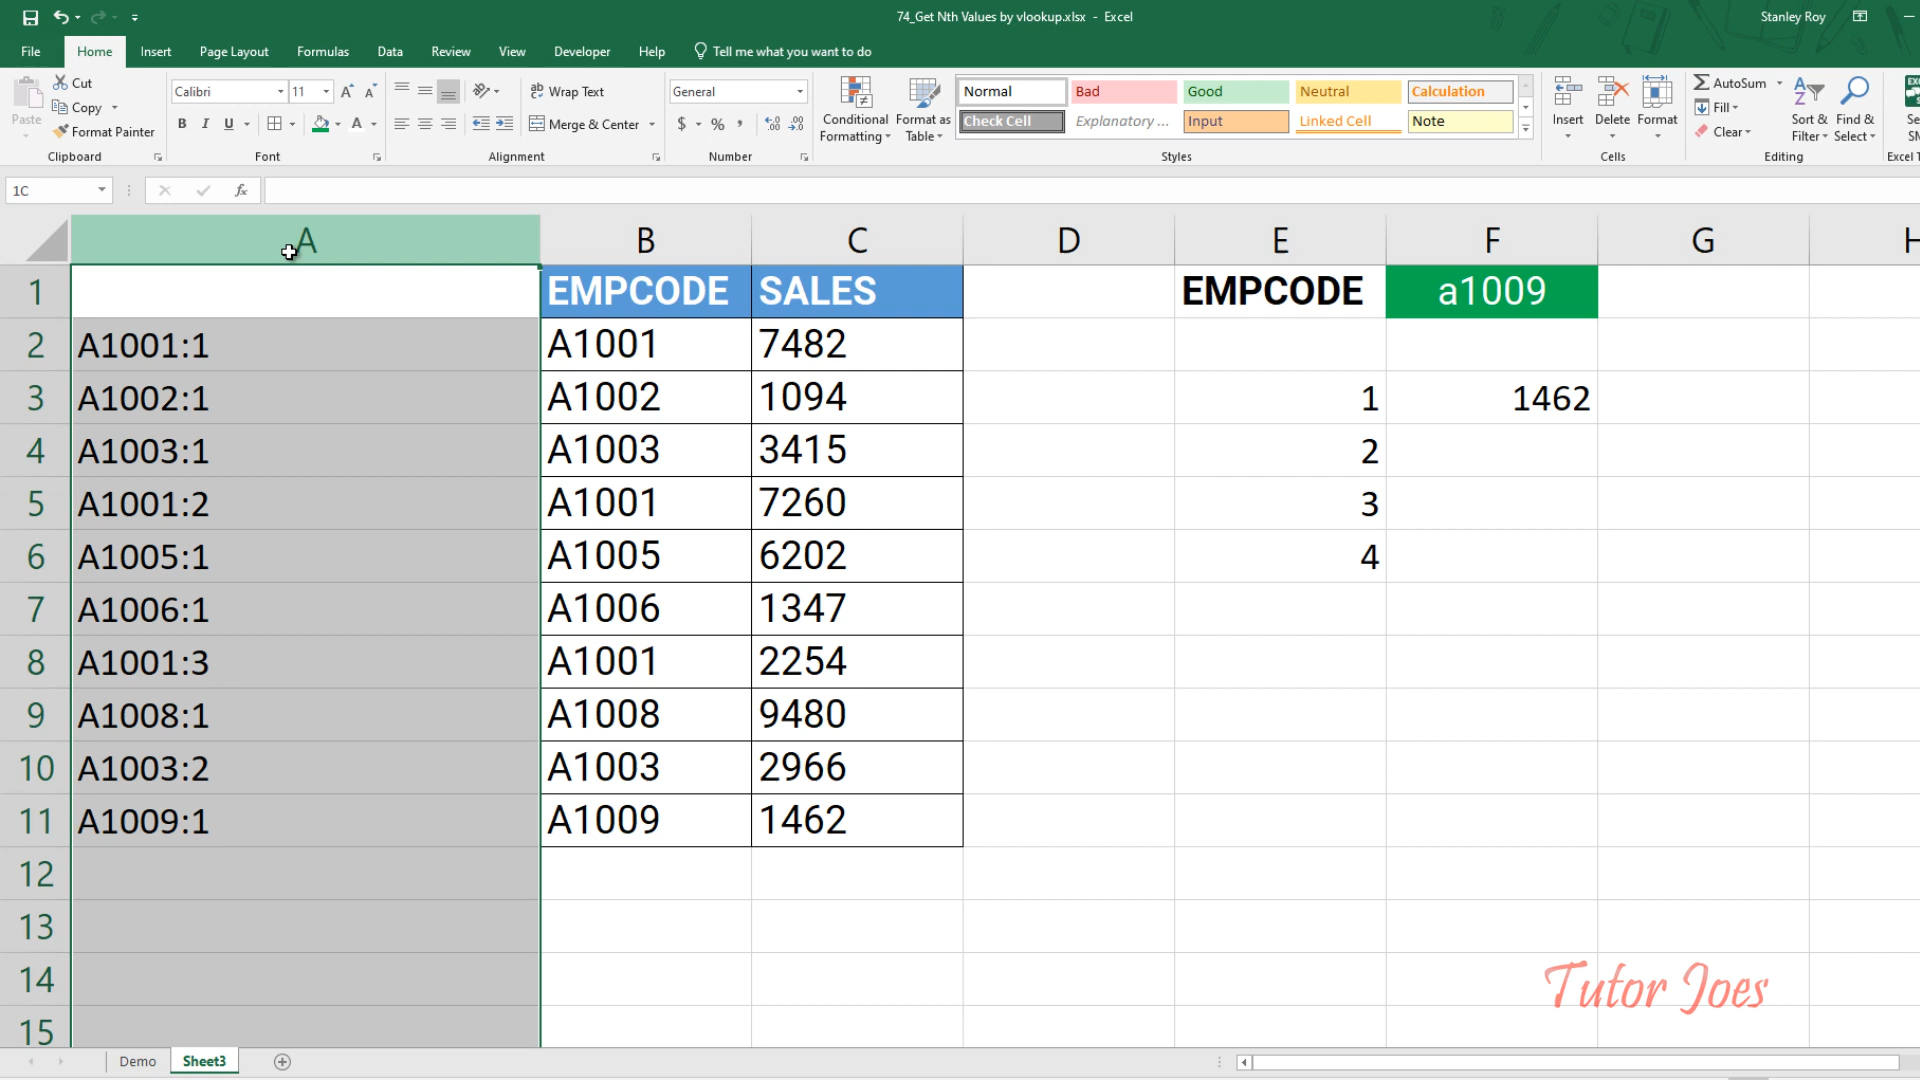 74_Get Nth Values by vlookup.xlsx - Excel
Stanley Roy
File Home Insert Page Layout Formulas Data Review View Developer Help Tell me what you want to do
Paste
Cut
Copy
Format Painter
Clipboard
Calibri 11
B I U
Font
Wrap Text
Merge & Center
Alignment
General
$ % ,
Number
Conditional Formatting
Format as Table
Normal Bad Good Neutral Calculation
Check Cell Explanatory ... Input Linked Cell Note
Styles
Insert Delete Format
Cells
AutoSum
Fill
Clear
Sort & Filter
Find & Select
Editing
1C
fx
A B C D E F G H
1 EMPCODE SALES EMPCODE a1009
2 A1001:1 A1001 7482
3 A1002:1 A1002 1094 1 1462
4 A1003:1 A1003 3415 2
5 A1001:2 A1001 7260 3
6 A1005:1 A1005 6202 4
7 A1006:1 A1006 1347
8 A1001:3 A1001 2254
9 A1008:1 A1008 9480
10 A1003:2 A1003 2966
11 A1009:1 A1009 1462
12
13
14
15
Tutor Joes
Demo Sheet3